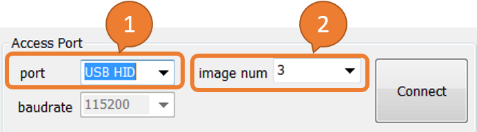 1 2
Access Port
port USB HID image num 3
baudrate 115200 Connect